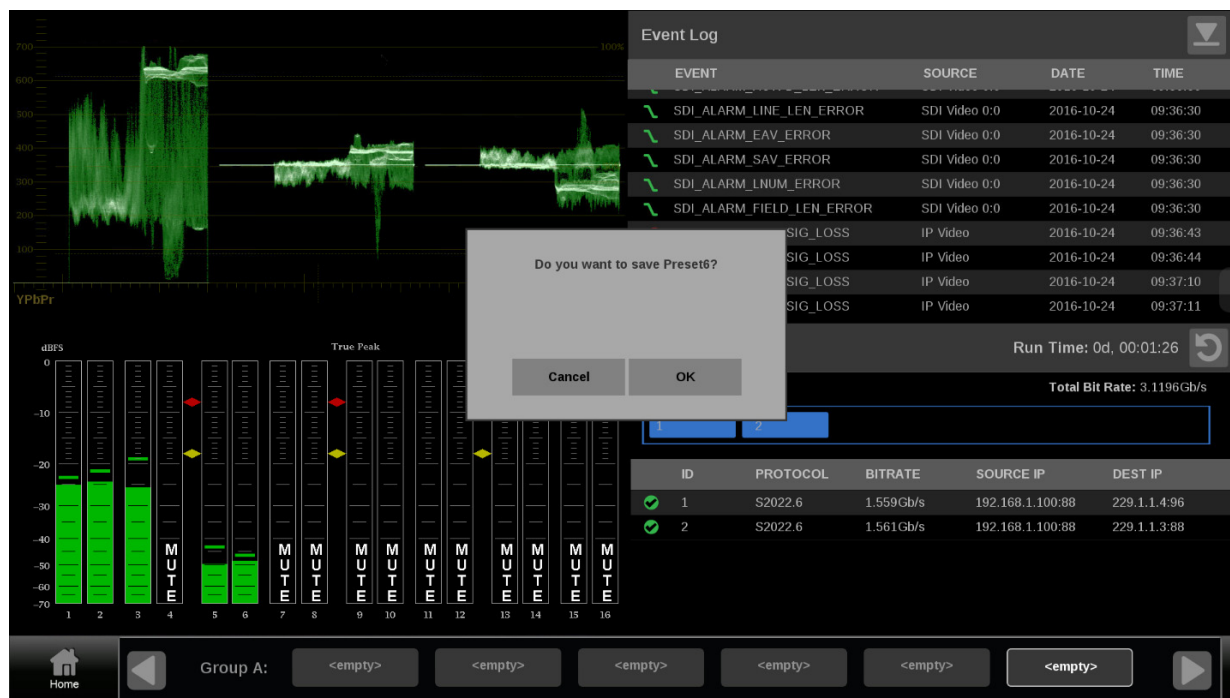 700
100%
600
500
400
300
200
100
YPbPr
Event Log
EVENT SOURCE DATE TIME
SDI_ALARM_LINE_LEN_ERROR SDI Video 0:0 2016-10-24 09:36:30
SDI_ALARM_EAV_ERROR SDI Video 0:0 2016-10-24 09:36:30
SDI_ALARM_SAV_ERROR SDI Video 0:0 2016-10-24 09:36:30
SDI_ALARM_LNUM_ERROR SDI Video 0:0 2016-10-24 09:36:30
SDI_ALARM_FIELD_LEN_ERROR SDI Video 0:0 2016-10-24 09:36:30
SIG_LOSS IP Video 2016-10-24 09:36:43
SIG_LOSS IP Video 2016-10-24 09:36:44
SIG_LOSS IP Video 2016-10-24 09:37:10
SIG_LOSS IP Video 2016-10-24 09:37:11
Do you want to save Preset6?
Cancel OK
Run Time: 0d, 00:01:26
Total Bit Rate: 3.1196Gb/s
1 2
ID PROTOCOL BITRATE SOURCE IP DEST IP
1 S2022.6 1.559Gb/s 192.168.1.100:88 229.1.1.4:96
2 S2022.6 1.561Gb/s 192.168.1.100:88 229.1.1.3:88
dBFS True Peak
0
-10
-20
-30
-40
-50
-60
-70
MUTE MUTE MUTE MUTE MUTE MUTE MUTE MUTE MUTE MUTE MUTE
1 2 3 4 5 6 7 8 9 10 11 12 13 14 15 16
Home
Group A: <empty> <empty> <empty> <empty> <empty> <empty>